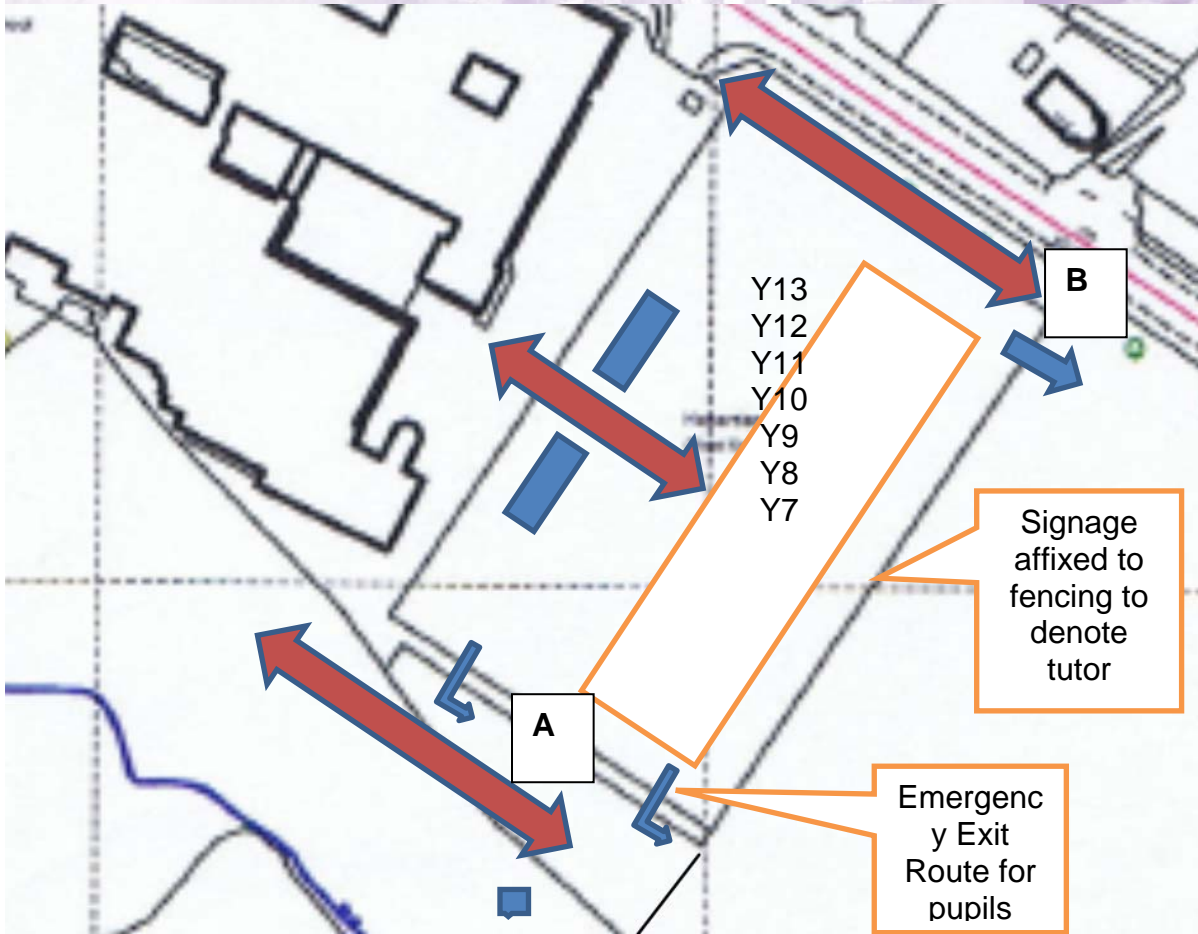 B
Y13
Y12
Y11
Y10
Y9
Y8
Y7
Signage
affixed to
fencing to
denote
tutor
A
Emergenc
y Exit
Route for
pupils